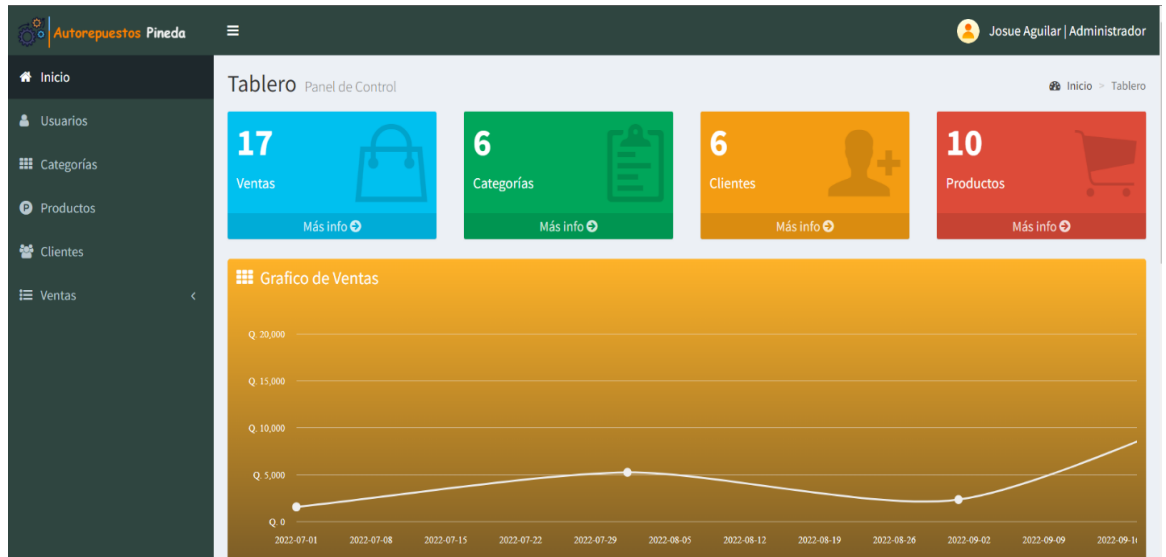 Autorepuestos Pineda
Josue Aguilar | Administrador
Inicio
Usuarios
Categorías
Productos
Clientes
Ventas
Tablero Panel de Control
Inicio > Tablero
17
Ventas
Más info
6
Categorías
Más info
6
Clientes
Más info
10
Productos
Más info
Grafico de Ventas
Q. 20,000
Q. 15,000
Q. 10,000
Q. 5,000
Q. 0
2022-07-01 2022-07-08 2022-07-15 2022-07-22 2022-07-29 2022-08-05 2022-08-12 2022-08-19 2022-08-26 2022-09-02 2022-09-09 2022-09-1